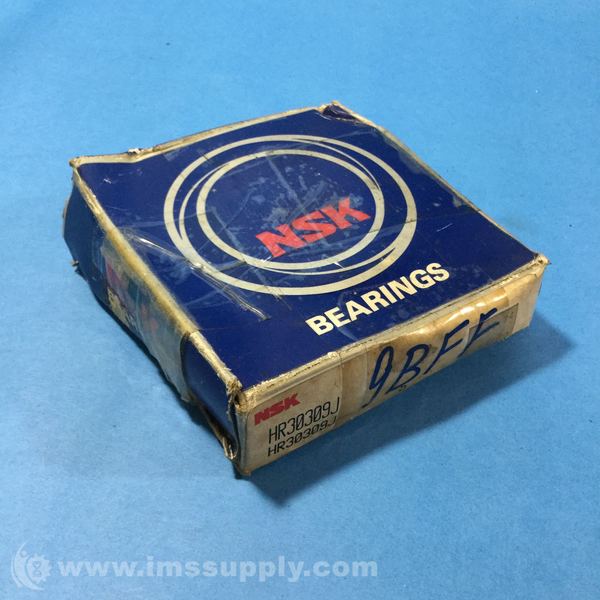 NSK
BEARINGS
NSK
HR30309J
HR30309J
9BFF
www.imssupply.com